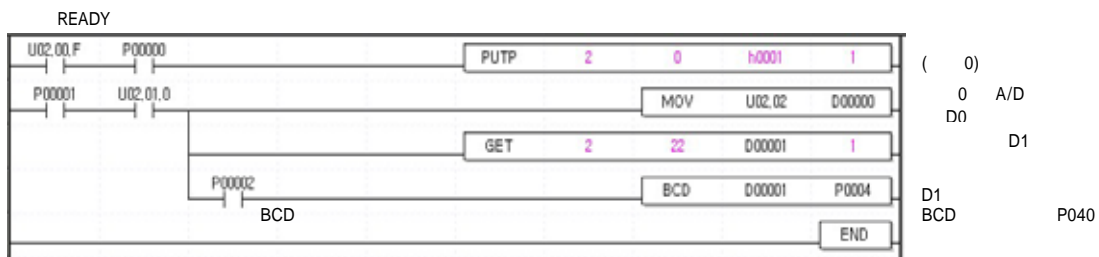 READY
U02.00.F P00000 PUTP 2 0 h0001 1 ( 0)
P00001 U02.01.0 MOV U02.02 D00000 0 A/D
D0
GET 2 22 D00001 1 D1
P00002 BCD D00001 P0004 D1
BCD BCD P040
END